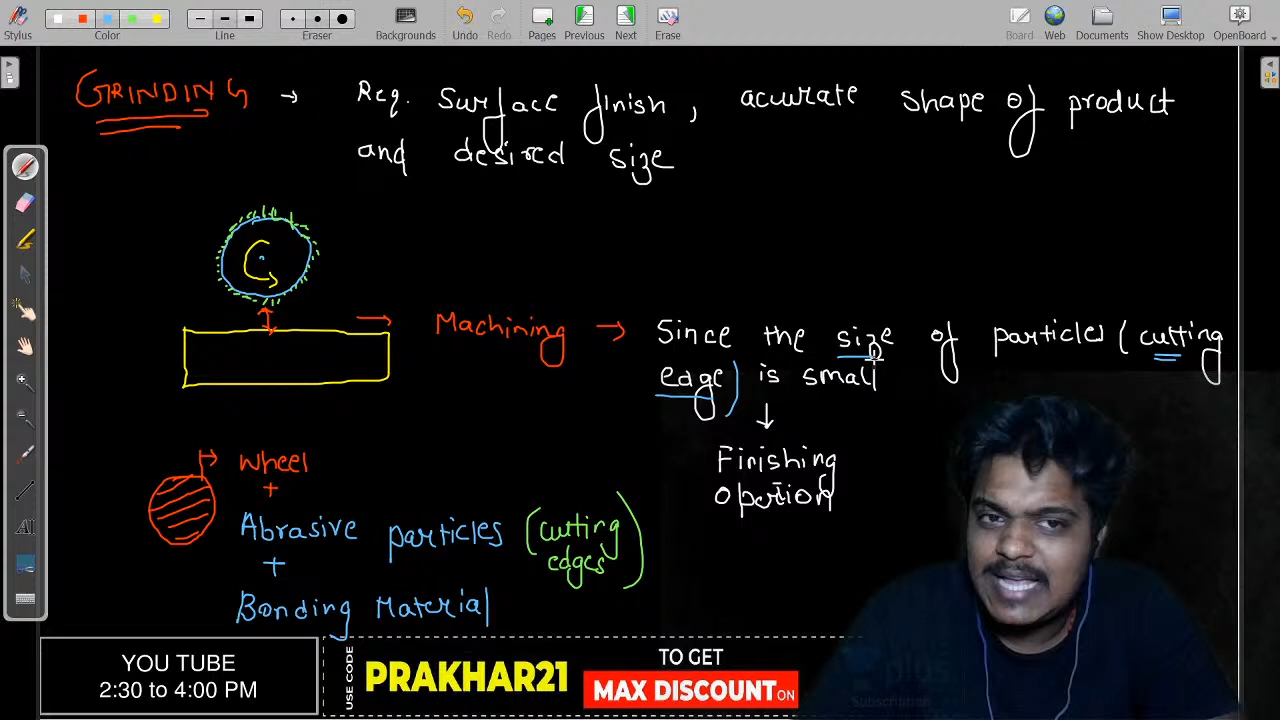 Stylus
Color
Line
Eraser
Backgrounds
Undo
Redo
Pages
Previous
Next
Erase
Board
Web
Documents
Show Desktop
OpenBoard
GRINDING → Req. Surface finish, acurate shape of product
and desired size
Machining → Since the size of particles (cutting
edge) is small
↓
Finishing
opertion
Wheel
+
Abrasive particles (cutting
edges)
+
Bonding Material
YOU TUBE
2:30 to 4:00 PM
USE CODE
PRAKHAR21
TO GET
MAX DISCOUNT ON
plus
Subscription